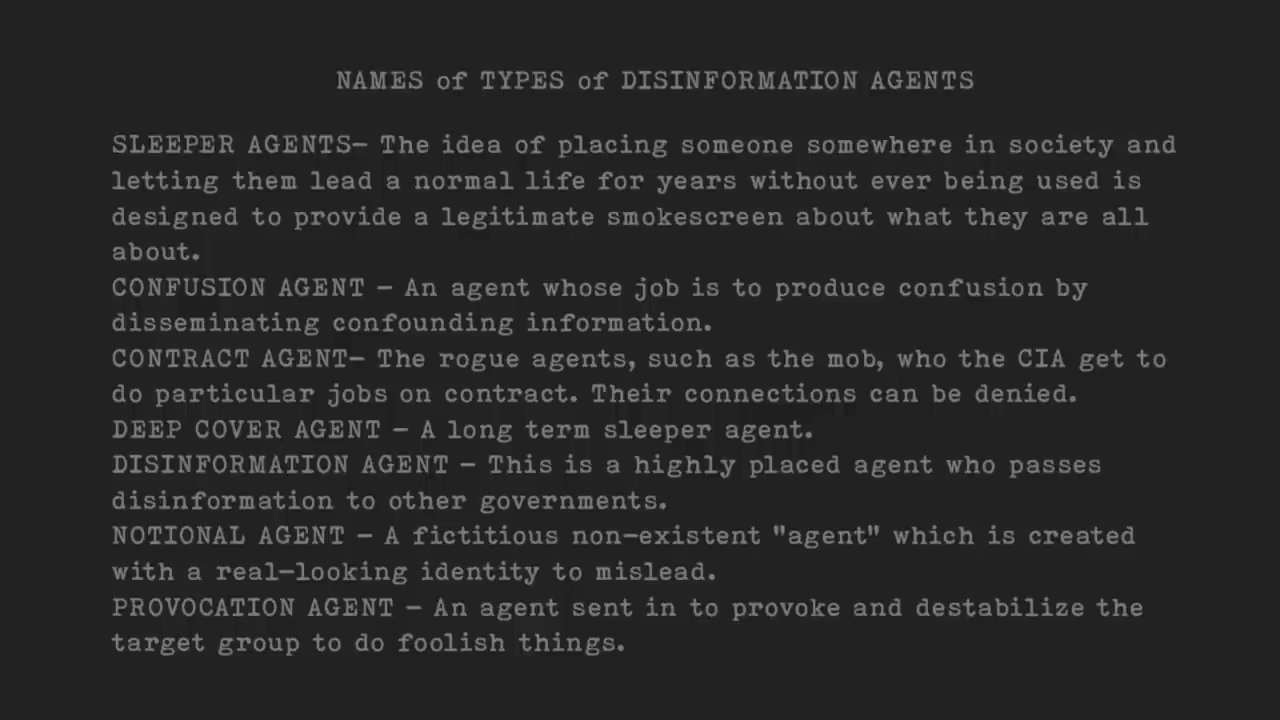 NAMES of TYPES of DISINFORMATION AGENTS
SLEEPER AGENTS— The idea of placing someone somewhere in society and
letting them lead a normal life for years without ever being used is
designed to provide a legitimate smokescreen about what they are all
about.
CONFUSION AGENT — An agent whose job is to produce confusion by
disseminating confounding information.
CONTRACT AGENT— The rogue agents, such as the mob, who the CIA get to
do particular jobs on contract. Their connections can be denied.
DEEP COVER AGENT — A long term sleeper agent.
DISINFORMATION AGENT — This is a highly placed agent who passes
disinformation to other governments.
NOTIONAL AGENT — A fictitious non—existent "agent" which is created
with a real—looking identity to mislead.
PROVOCATION AGENT — An agent sent in to provoke and destabilize the
target group to do foolish things.